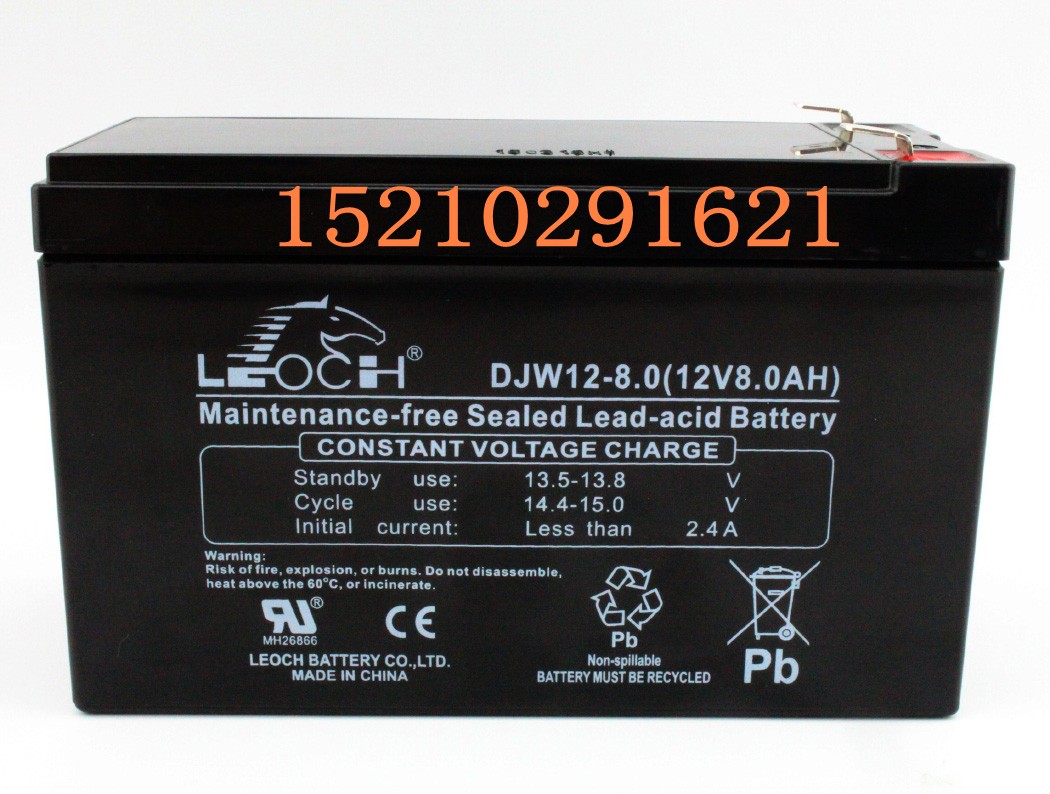 15210291621
LEOCH®
DJW12-8.0(12V8.0AH)
Maintenance-free Sealed Lead-acid Battery
CONSTANT VOLTAGE CHARGE
Standby use: 13.5-13.8 V
Cycle use: 14.4-15.0 V
Initial current: Less than 2.4A
Warning:
Risk of fire, explosion, or burns. Do not disassemble,
heat above the 60°C, or incinerate.
®
MH26866
CE
LEOCH BATTERY CO.,LTD.
MADE IN CHINA
Pb
Non-spillable
BATTERY MUST BE RECYCLED
Pb